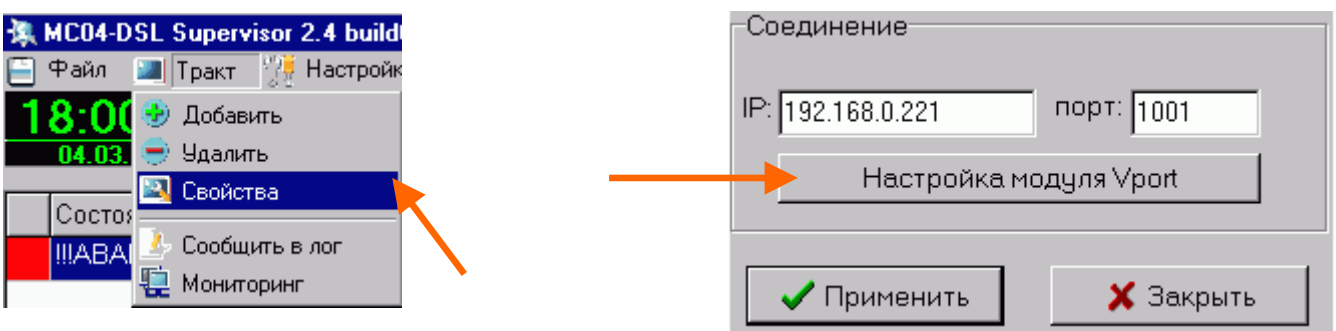 MC04-DSL Supervisor 2.4 build
Файл Тракт Настройк
18:00
04.03.
Добавить
Удалить
Свойства
Состоя
!!!АВА
Сообщить в лог
Мониторинг
Соединение
IP: 192.168.0.221 порт: 1001
Настройка модуля Vport
Применить Закрыть